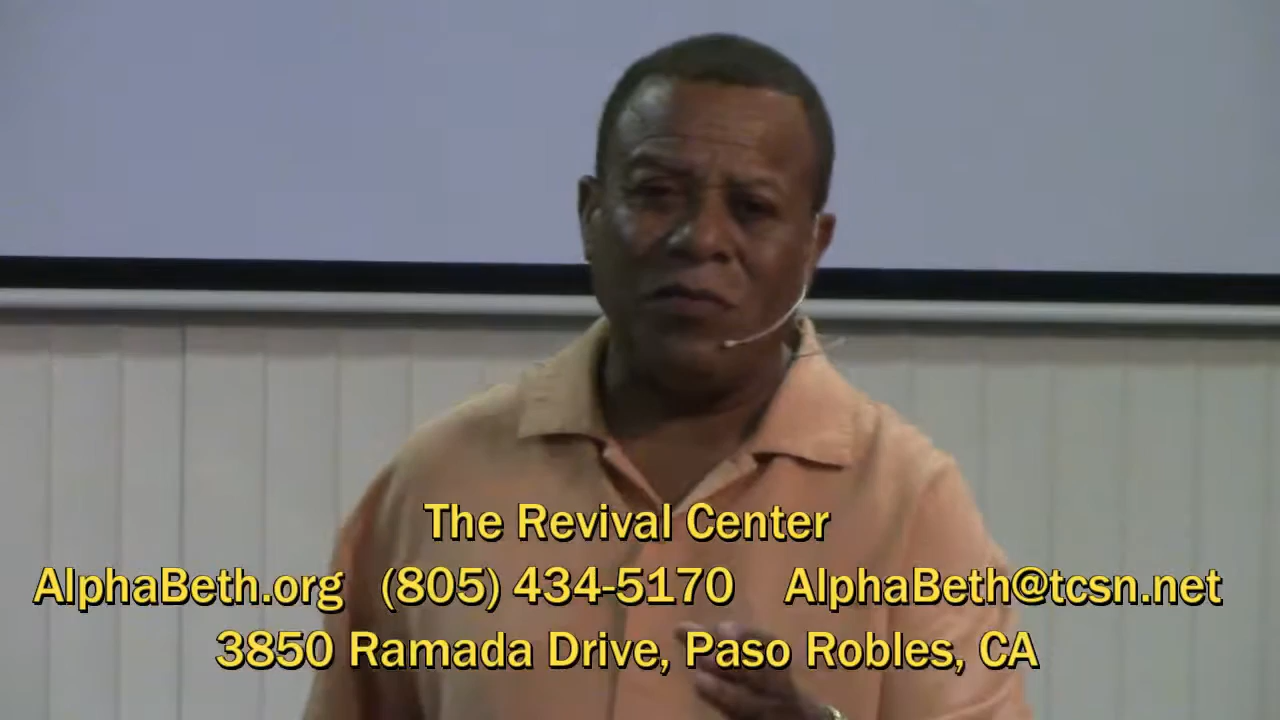 The Revival Center
AlphaBeth.org (805) 434-5170 AlphaBeth@tcsn.net
3850 Ramada Drive, Paso Robles, CA